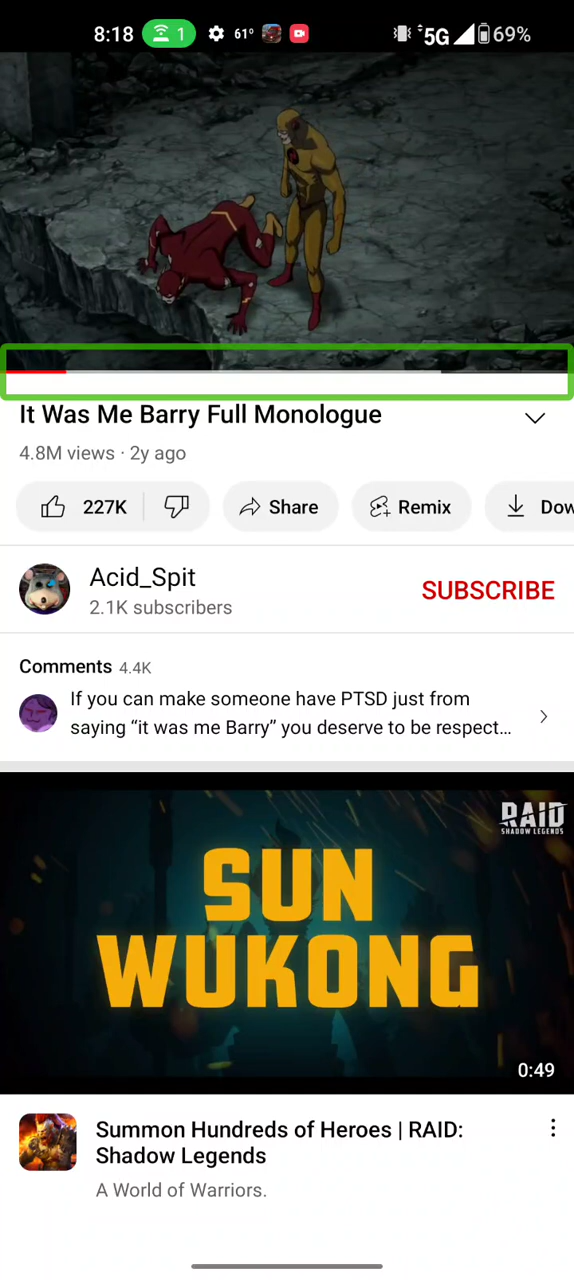 8:18 1 61° 5G 69%
It Was Me Barry Full Monologue
4.8M views · 2y ago
227K Share Remix Dow
Acid_Spit
2.1K subscribers
SUBSCRIBE
Comments 4.4K
If you can make someone have PTSD just from
saying “it was me Barry” you deserve to be respect...
RAID
SHADOW LEGENDS
SUN
WUKONG
0:49
Summon Hundreds of Heroes | RAID:
Shadow Legends
A World of Warriors.